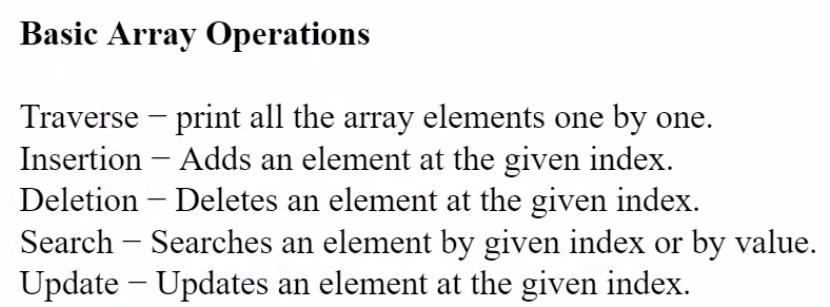 Basic Array Operations
Traverse − print all the array elements one by one.
Insertion − Adds an element at the given index.
Deletion − Deletes an element at the given index.
Search − Searches an element by given index or by value.
Update − Updates an element at the given index.